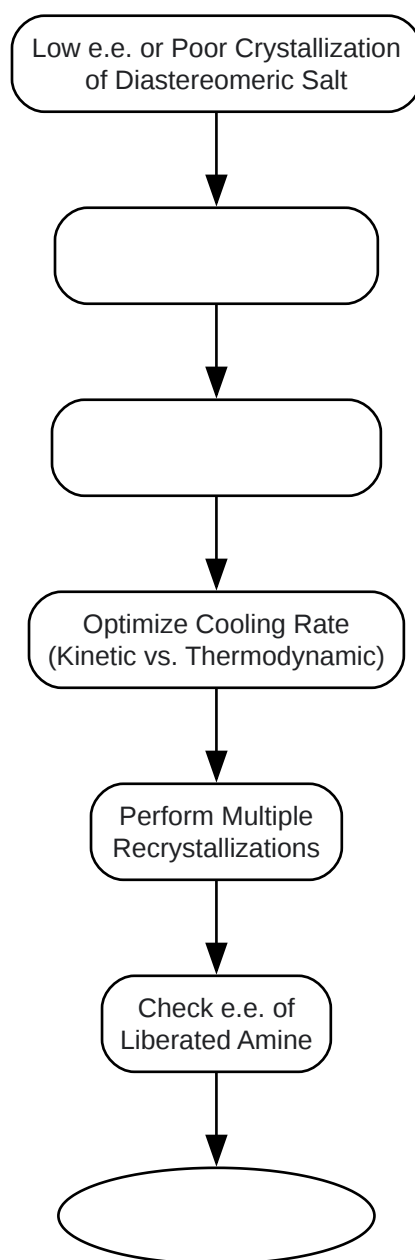 Low e.e. or Poor Crystallization
of Diastereomeric Salt
Optimize Cooling Rate
(Kinetic vs. Thermodynamic)
Perform Multiple
Recrystallizations
Check e.e. of
Liberated Amine